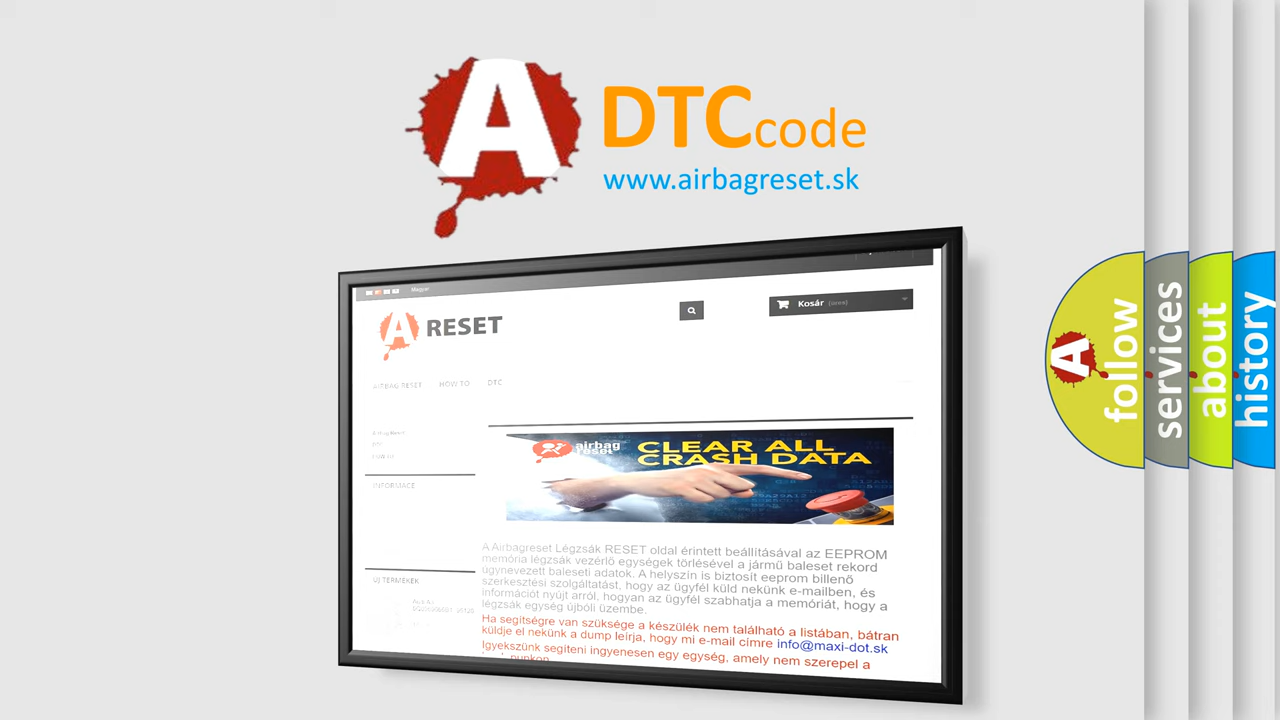 A
DTCcode
www.airbagreset.sk
Magyar
Kosár (üres)
A RESET
AIRBAG RESET HOW TO DTC
airbag
reset
CLEAR ALL
CRASH DATA
INFORMACE
A Airbagreset Légzsák RESET oldal érintett beállításával az EEPROM
memória légzsák vezérlő egységek törlésével a jármű baleset rekord
úgynevezett baleseti adatok. A helyszín is biztosít eeprom billenő
szerkesztési szolgáltatást, hogy az ügyfél küld nekünk e-mailben, és
információt nyújt arról, hogyan az ügyfél szabhatja a memóriát, hogy a
légzsák egység újbóli üzembe.
Ha segítségre van szüksége a készülék nem található a listában, bátran
küldje el nekünk a dump leírja, hogy mi e-mail címre info@maxi-dot.sk
Igyekszünk segíteni ingyenesen egy egység, amely nem szerepel a
ÚJ TERMÉKEK
A
follow
services
about
history